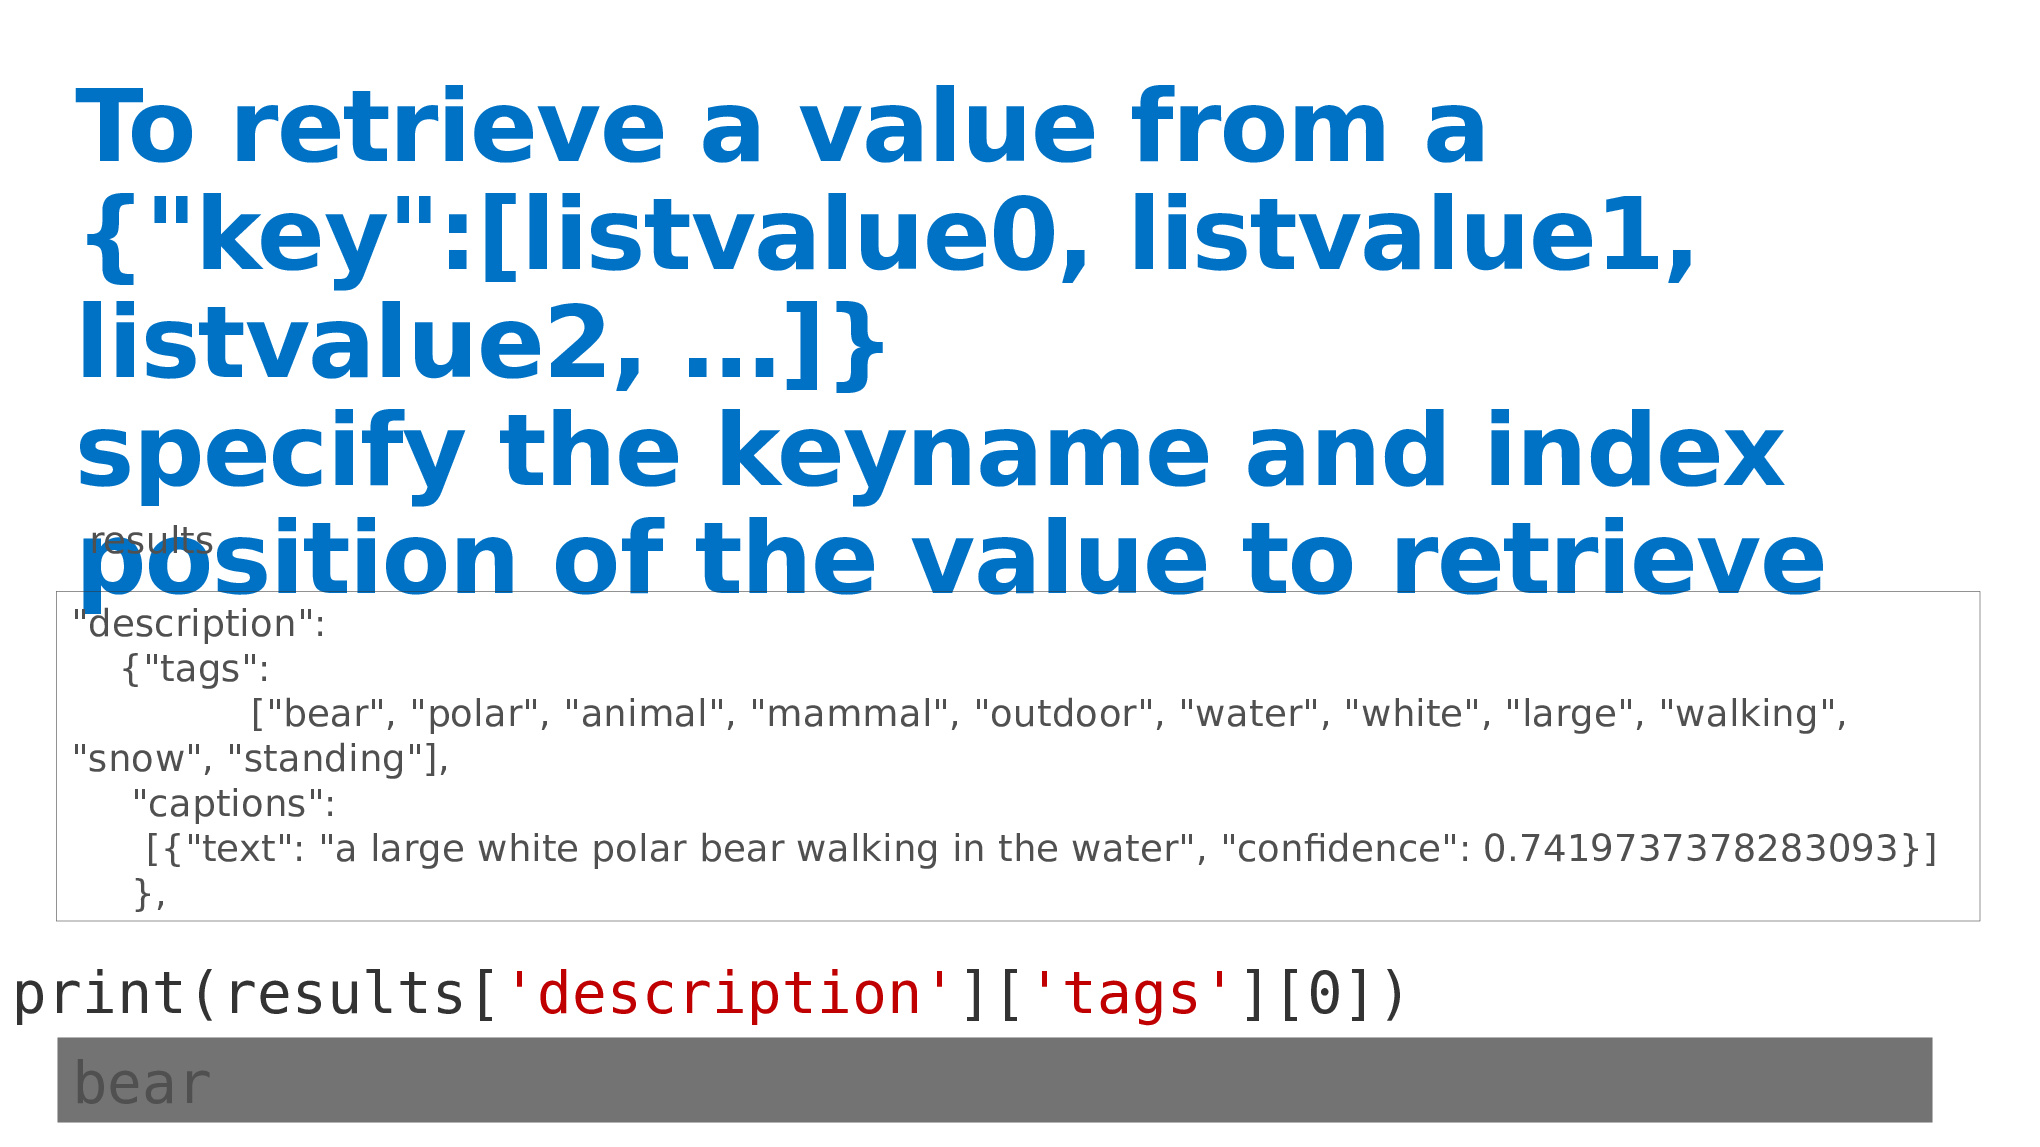 To retrieve a value from a
{"key":[listvalue0, listvalue1,
listvalue2, …]}
specify the keyname and index
position of the value to retrieve
results
"description":
{"tags":
["bear", "polar", "animal", "mammal", "outdoor", "water", "white", "large", "walking",
"snow", "standing"],
"captions":
[{"text": "a large white polar bear walking in the water", "confidence": 0.7419737378283093}]
},
print(results['description']['tags'][0])
bear